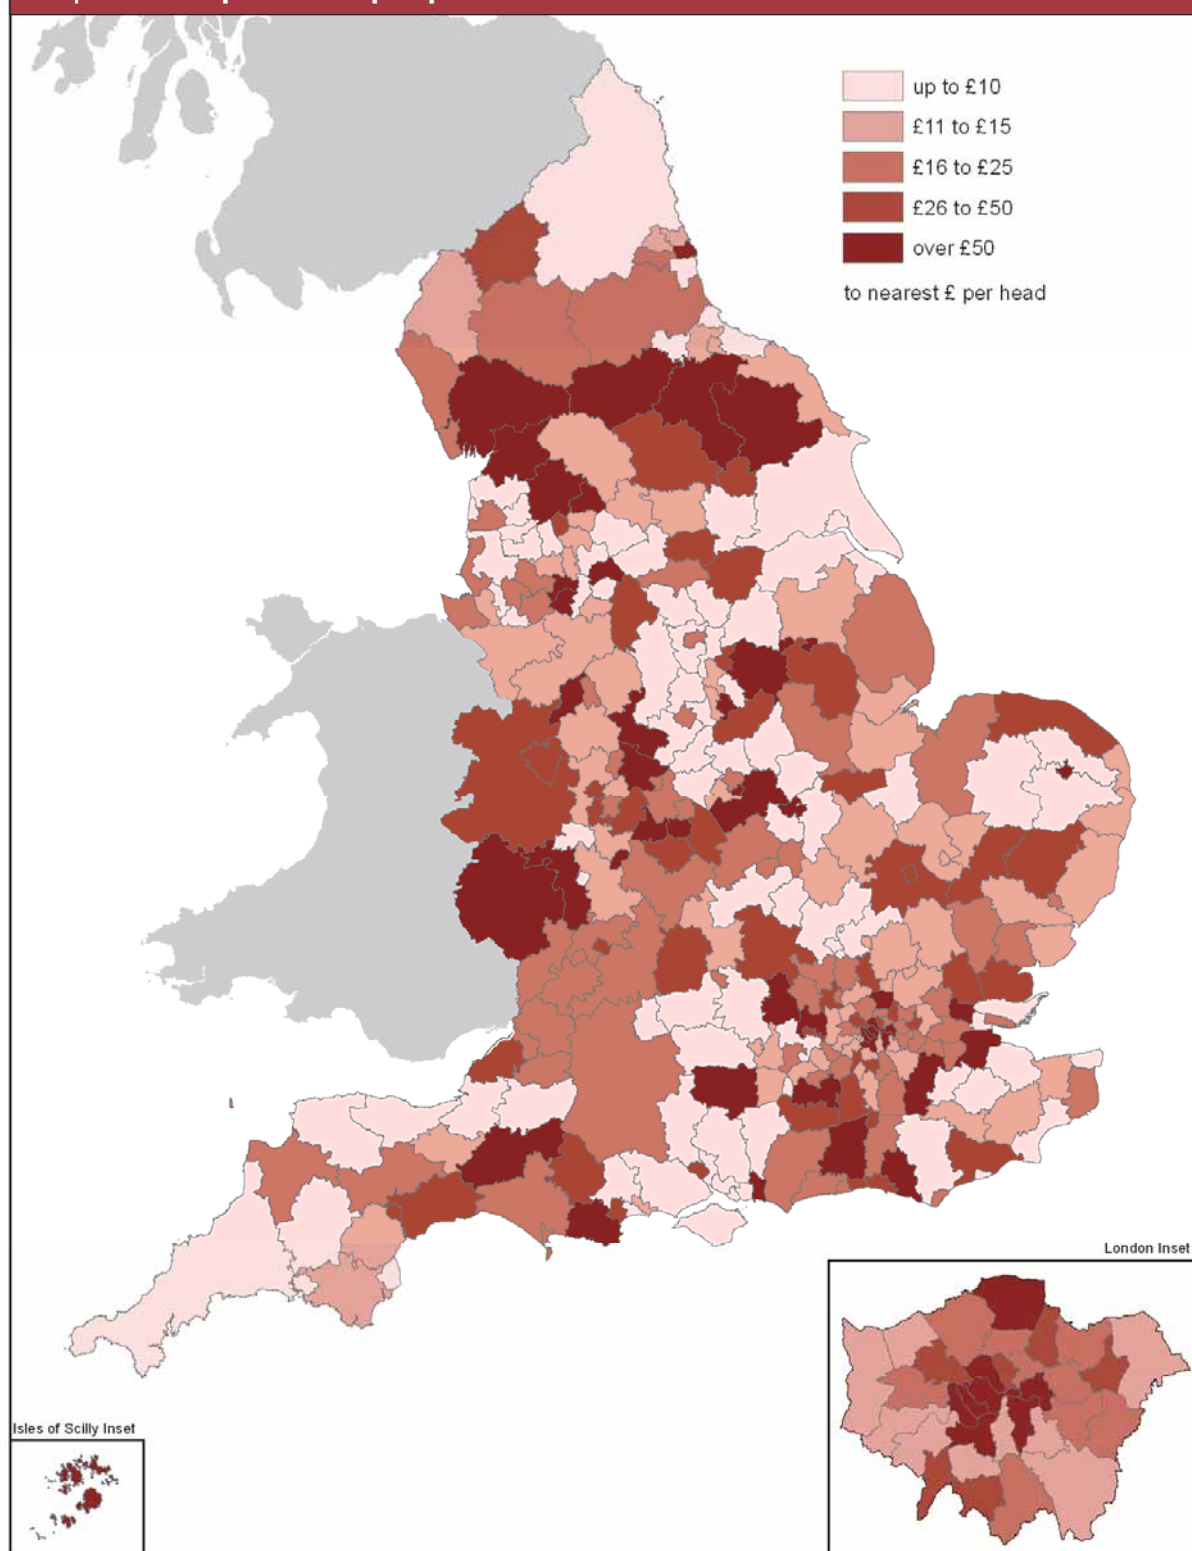 up to £10
£11 to £15
£16 to £25
£26 to £50
over £50
to nearest £ per head
London Inset
Isles of Scilly Inset